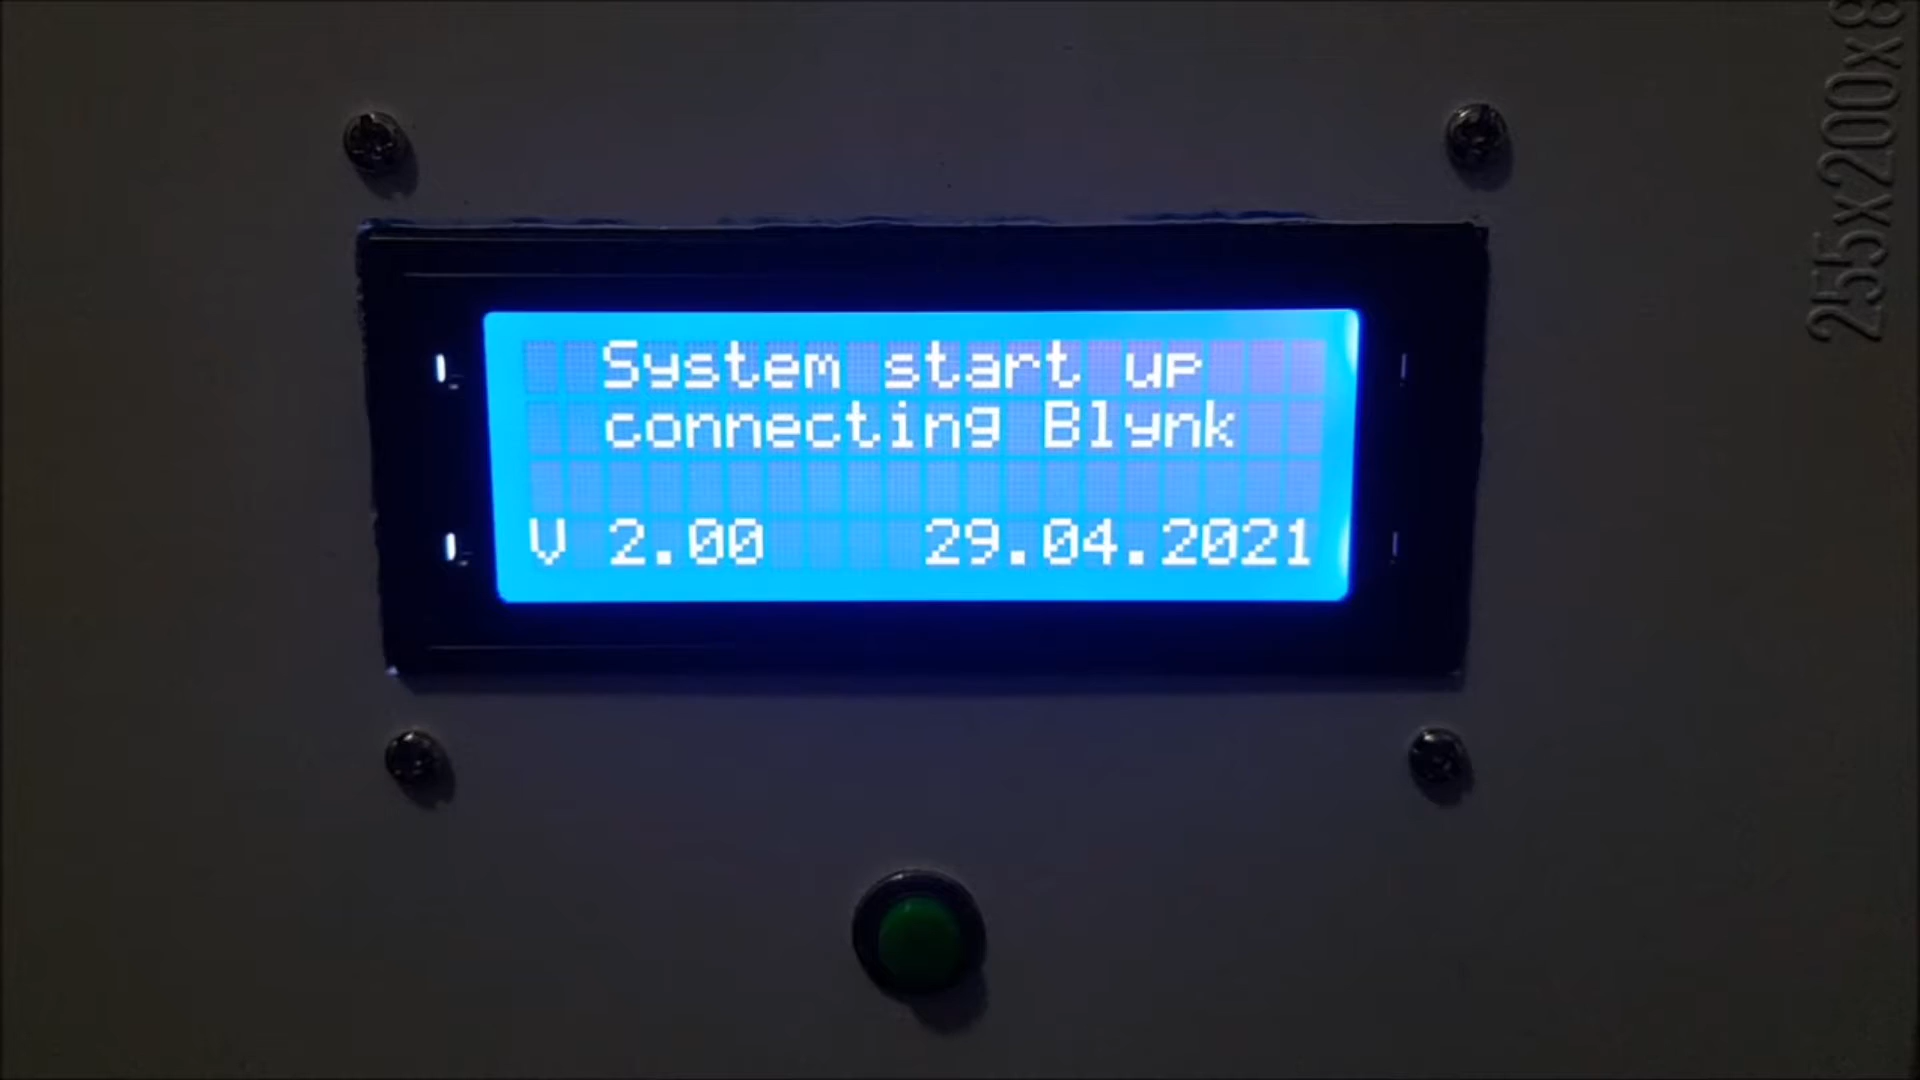 System start up
connecting Blynk
V 2.00 29.04.2021
255x200x8